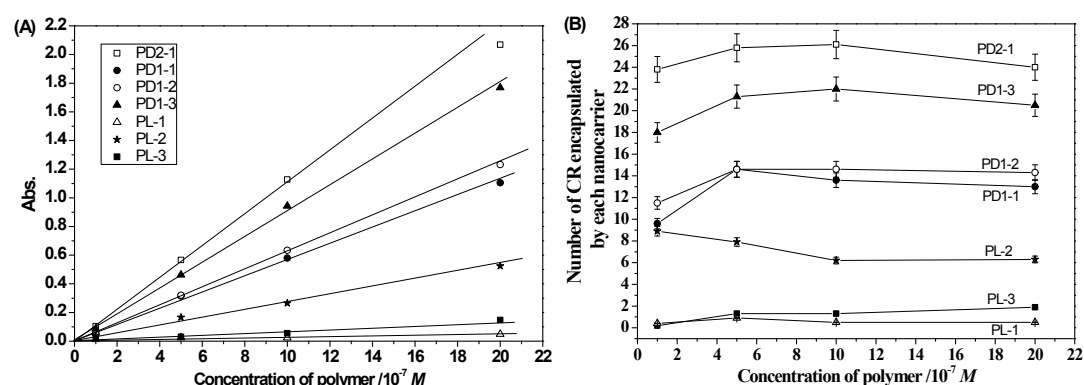 (A)
2.2
2.0
1.8
1.6
1.4
1.2
1.0
0.8
0.6
0.4
0.2
0.0
Abs.
PD2-1
PD1-1
PD1-2
PD1-3
PL-1
PL-2
PL-3
0 2 4 6 8 10 12 14 16 18 20 22
Concentration of polymer /10⁻⁷ M
(B)
28
26
24
22
20
18
16
14
12
10
8
6
4
2
0
Number of CR encapsulated
by each nanocarrier
PD2-1
PD1-3
PD1-2
PD1-1
PL-2
PL-3
PL-1
0 2 4 6 8 10 12 14 16 18 20 22
Concentration of polymer /10⁻⁷ M